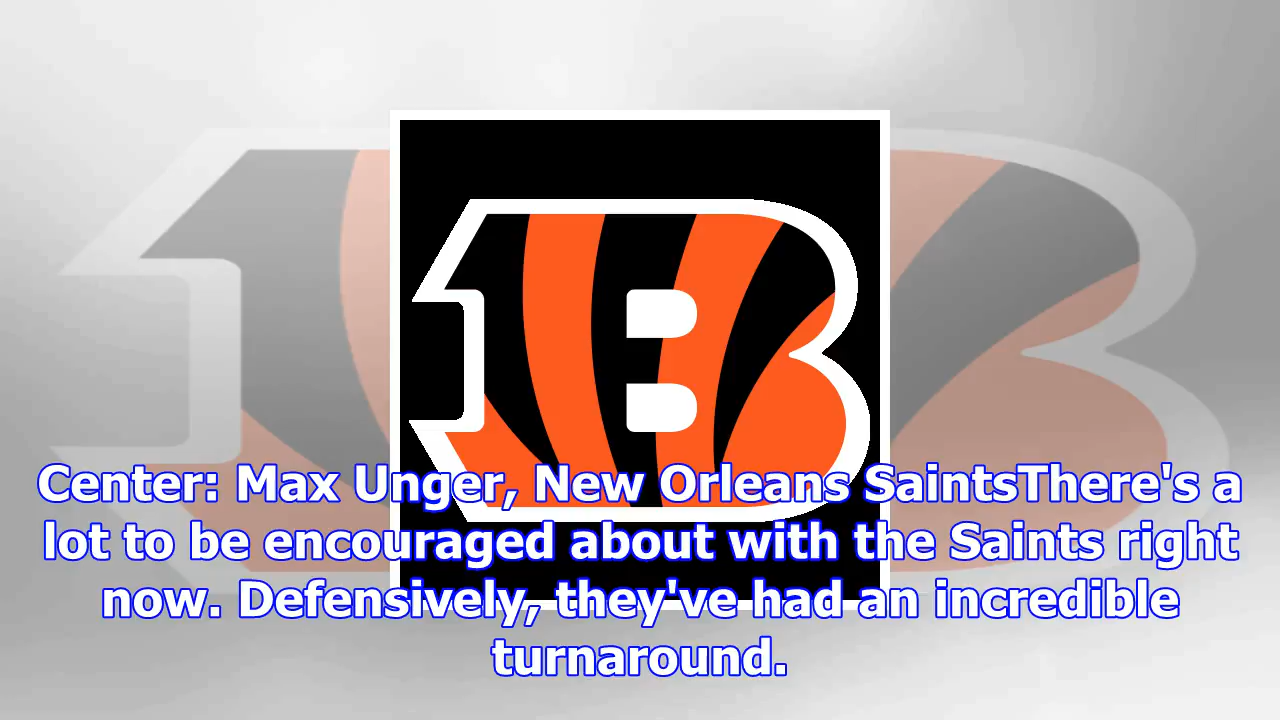 Center: Max Unger, New Orleans SaintsThere's a
lot to be encouraged about with the Saints right
now. Defensively, they've had an incredible
turnaround.